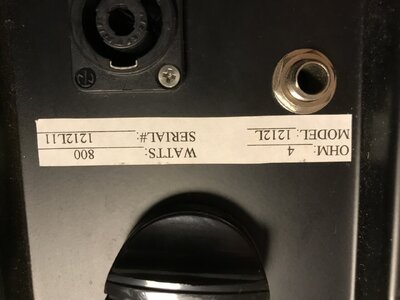 OHM: 4 WATTS: 800
MODEL: 1212L SERIAL# 1212L11